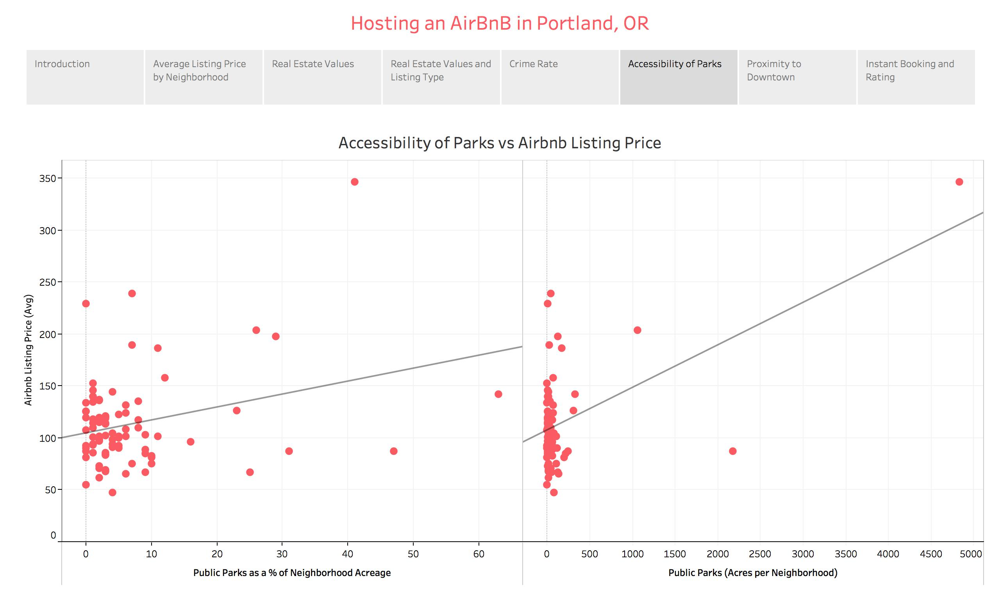 Hosting an AirBnB in Portland, OR
Introduction
Average Listing Price
by Neighborhood
Real Estate Values
Real Estate Values and
Listing Type
Crime Rate
Accessibility of Parks
Proximity to
Downtown
Instant Booking and
Rating
Accessibility of Parks vs Airbnb Listing Price
Airbnb Listing Price (Avg)
350
300
250
200
150
100
50
0
0 10 20 30 40 50 60
Public Parks as a % of Neighborhood Acreage
0 500 1000 1500 2000 2500 3000 3500 4000 4500 5000
Public Parks (Acres per Neighborhood)